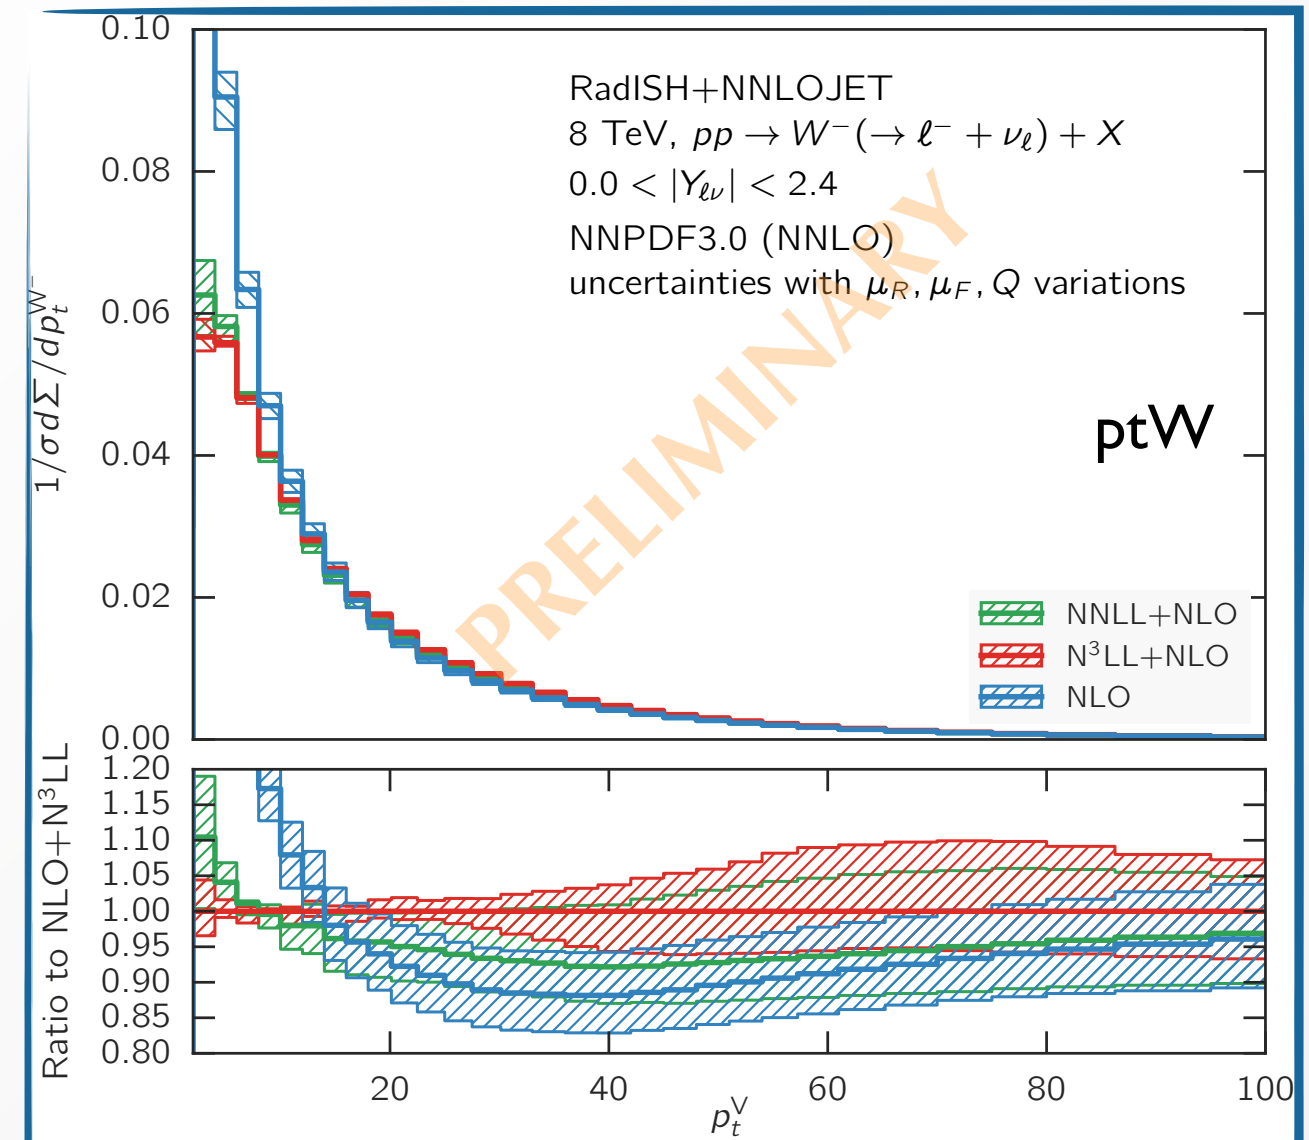 RadISH+NNLOJET
8 TeV, pp → W⁻(→ ℓ⁻ + νℓ) + X
0.0 < |Yℓν| < 2.4
NNPDF3.0 (NNLO)
uncertainties with μR, μF, Q variations
PRELIMINARY
ptW
NNLL+NLO
N³LL+NLO
NLO
1/σdΣ/dptW⁻
0.10
0.08
0.06
0.04
0.02
0.00
Ratio to NLO+N³LL
1.20
1.15
1.10
1.05
1.00
0.95
0.90
0.85
0.80
20 40 60 80 100
ptV